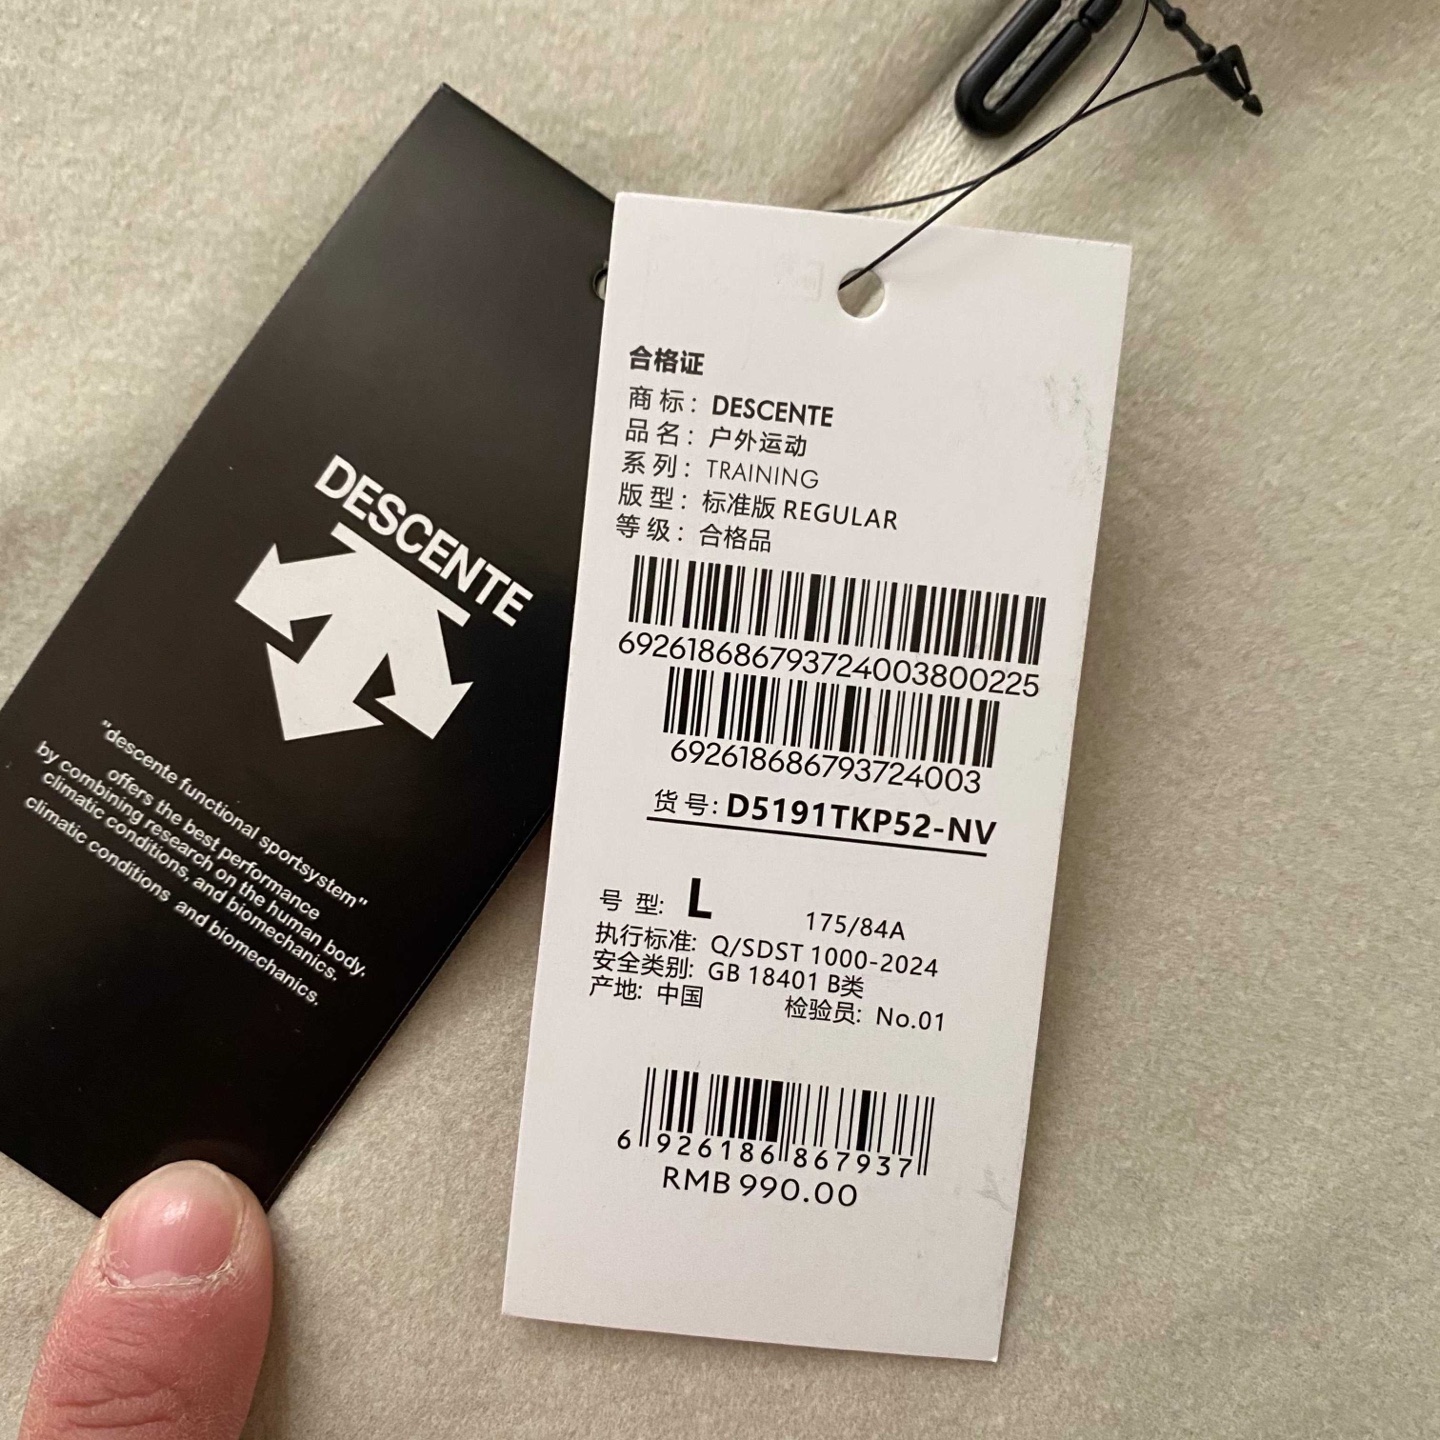 DESCENTE
"descente functional sportsystem"
offers the best performance
by combining research on the human body,
climatic conditions, and biomechanics,
climatic conditions and biomechanics.
合格证
商标: DESCENTE
品名: 户外运动
系列: TRAINING
版型: 标准版 REGULAR
等级: 合格品
692618686793724003800225
692618686793724003
货号: D5191TKP52-NV
号 型: L 175/84A
执行标准: Q/SDST 1000-2024
安全类别: GB 18401 B类
产地: 中国 检验员: No.01
6 926186 867937
RMB 990.00